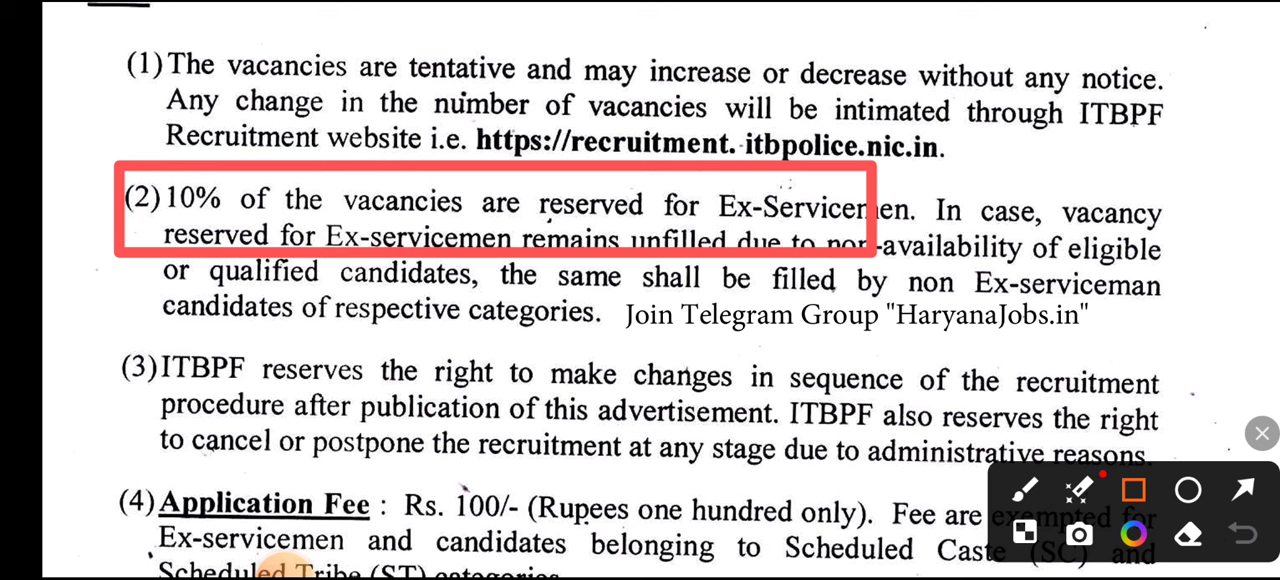 (1) The vacancies are tentative and may increase or decrease without any notice.
Any change in the number of vacancies will be intimated through ITBPF
Recruitment website i.e. https://recruitment. itbpolice.nic.in.
(2) 10% of the vacancies are reserved for Ex-Servicemen. In case, vacancy
reserved for Ex-servicemen remains unfilled due to non-availability of eligible
or qualified candidates, the same shall be filled by non Ex-serviceman
candidates of respective categories. Join Telegram Group "HaryanaJobs.in"
(3) ITBPF reserves the right to make changes in sequence of the recruitment
procedure after publication of this advertisement. ITBPF also reserves the right
to cancel or postpone the recruitment at any stage due to administrative reasons.
(4) Application Fee : Rs. 100/- (Rupees one hundred only). Fee are exempted for
Ex-servicemen and candidates belonging to Scheduled Caste (SC) and
Scheduled Tribe (ST) categories